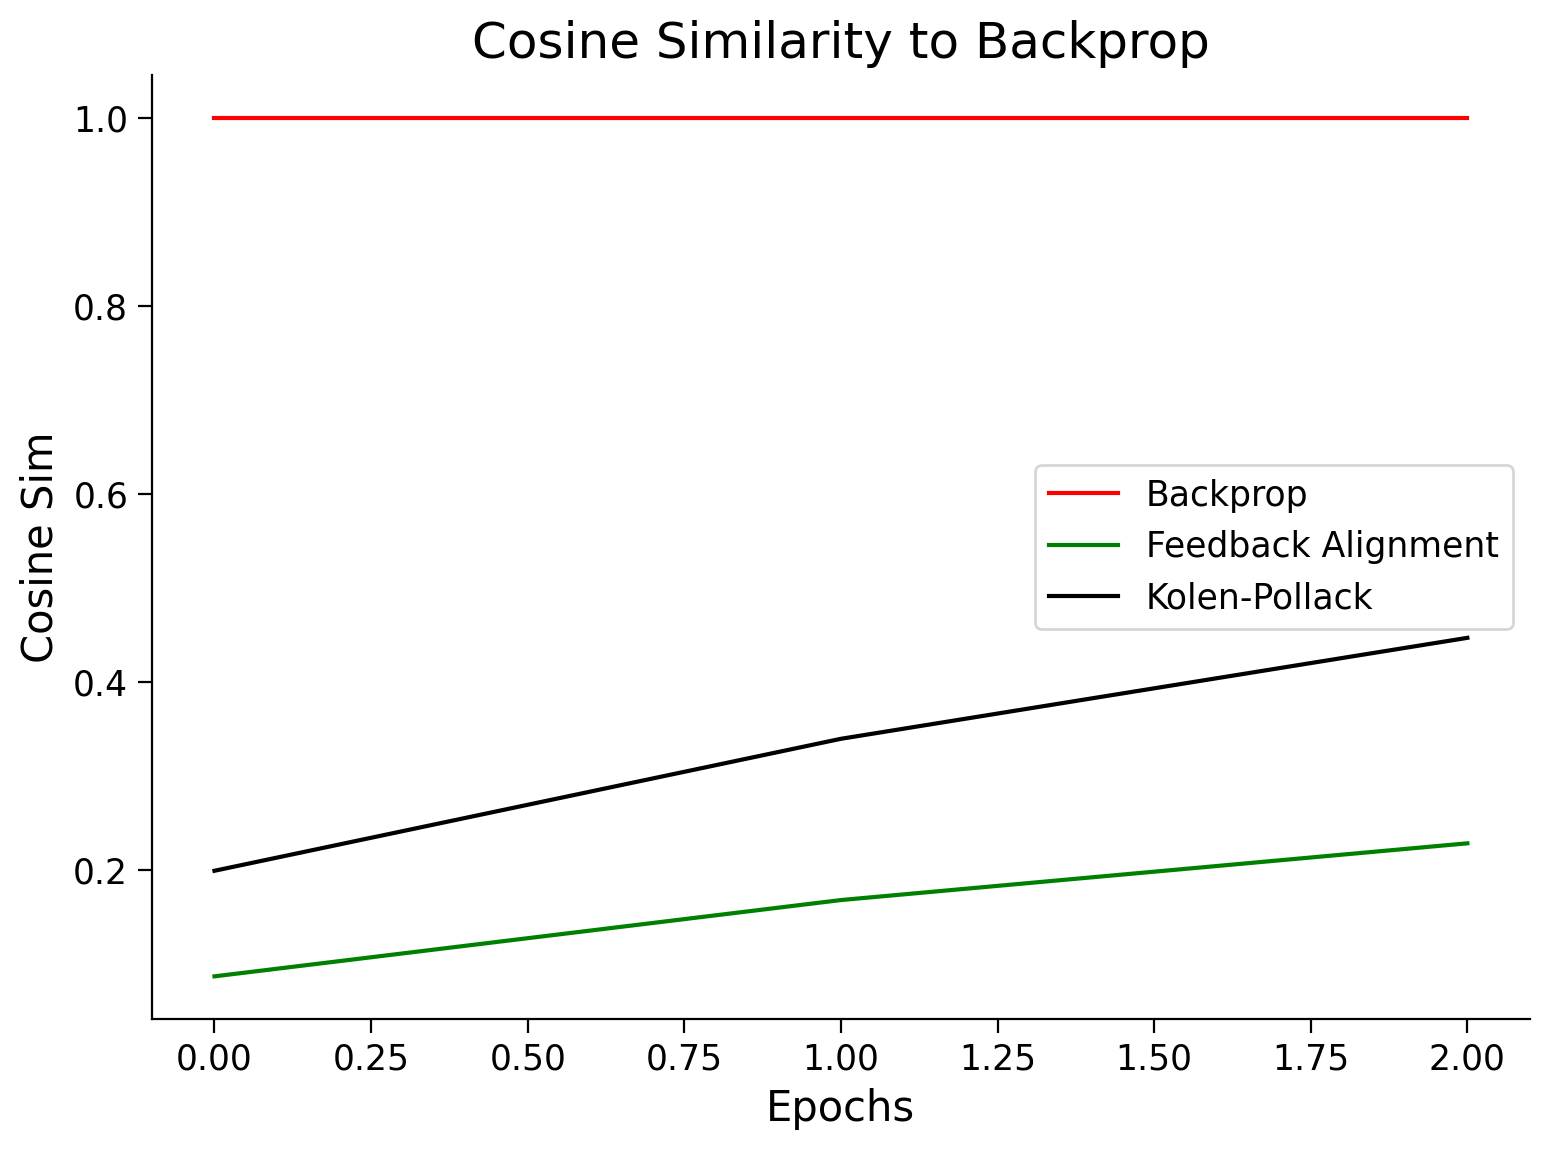 Cosine Similarity to Backprop
Cosine Sim
1.0
0.8
0.6
0.4
0.2
Backprop
Feedback Alignment
Kolen-Pollack
0.00 0.25 0.50 0.75 1.00 1.25 1.50 1.75 2.00
Epochs